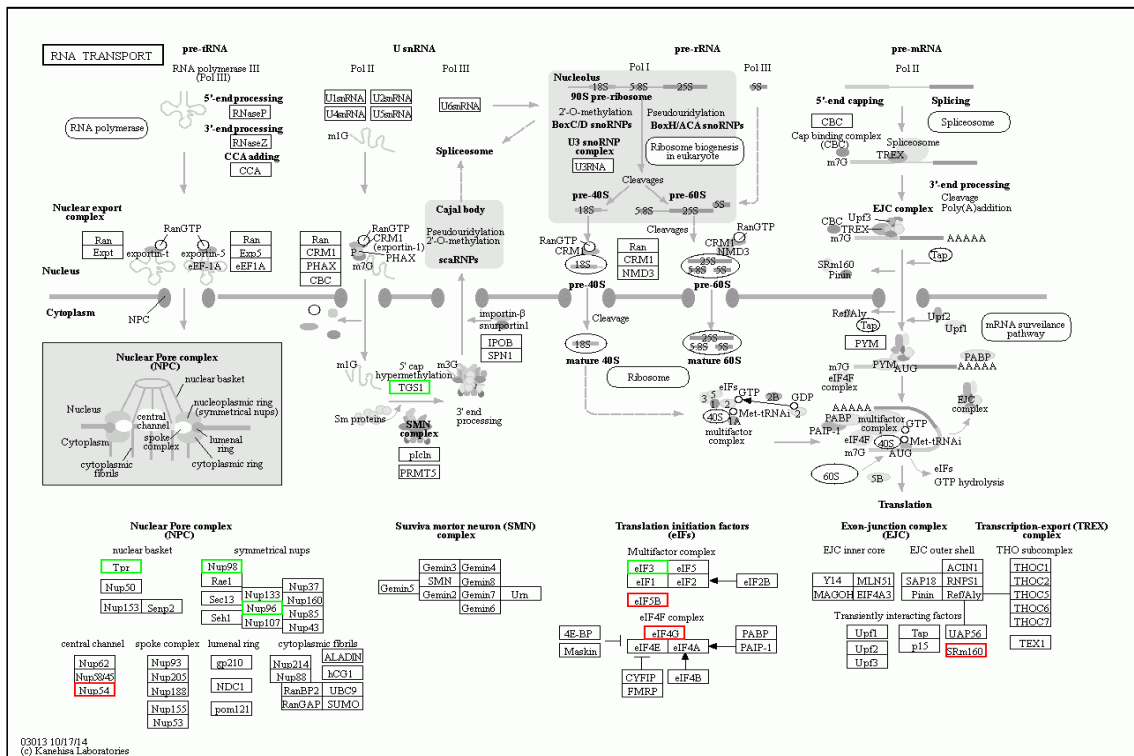 RNA TRANSPORT
pre-tRNA
RNA polymerase III
(Pol III)
5'-end processing
RNaseP
3'-end processing
RNaseZ
CCA adding
CCA
RNA polymerase
Nuclear export
complex
Ran
Expt
RanGTP
exportin-t
exportin-5
eEF-1A
Ran
Exp5
eEF1A
Nucleus
Cytoplasm
NPC
U snRNA
Pol II
Pol III
U1snRNA
U2snRNA
U4snRNA
U5snRNA
U6snRNA
m1G
Spliceosome
Cajal body
Pseudouridylation
2'-O-methylation
scaRNPs
Ran
CRM1
PHAX
CBC
RanGTP
CRM1
(exportin-1)
PHAX
P
m7G
importin-β
snurportin1
IPOB
SPN1
m1G
5' cap
hypermethylation
TGS1
m3G
3' end
processing
Sm proteins
SMN
complex
pIcln
PRMT5
pre-rRNA
Nucleolus
Pol I
Pol III
18S
5.8S
25S
5S
90S pre-ribosome
2'-O-methylation
Pseudouridylation
BoxC/D snoRNPs
BoxH/ACA snoRNPs
U3 snoRNP
complex
U3RNA
Ribosome biogenesis
in eukaryote
Cleavages
pre-40S
pre-60S
18S
5.8S
25S
5S
RanGTP
CRM1
18S
Ran
CRM1
NMD3
Cleavages
RanGTP
CRM1
NMD3
25S
5.8S
5S
pre-40S
pre-60S
Cleavage
18S
25S
5.8S
5S
mature 40S
mature 60S
Ribosome
pre-mRNA
Pol II
5'-end capping
Splicing
CBC
Cap binding complex
(CBC)
Spliceosome
Spliceosome
TREX
m7G
3'-end processing
Cleavage
Poly(A)addition
EJC complex
CBC
Upf3
TREX
m7G
AAAAA
Tap
SRm160
Pinin
Ref/Aly
Tap
PYM
Upf2
Upf1
mRNA surveilance
pathway
PYM
AUG
m7G
eIF4F
complex
PABP
AAAAA
EJC
complex
eIFs
3
5
1
2
1A
40S
GTP
2B
GDP
2
Met-tRNAi
multifactor
complex
AAAAA
PABP
PAIP-1
multifactor
complex
GTP
eIF4F
40S
Met-tRNAi
m7G
AUG
60S
5B
eIFs
GTP hydrolysis
Translation
Nuclear Pore complex
(NPC)
nuclear basket
nucleoplasmic ring
(symmetrical nups)
Nucleus
central
channel
spoke
complex
Cytoplasm
lumenal
ring
cytoplasmic
fibrils
cytoplasmic ring
Nuclear Pore complex
(NPC)
nuclear basket
symmetrical nups
Tpr
Nup50
Nup153
Senp2
Nup98
Rae1
Sec13
Seh1
Nup133
Nup96
Nup107
Nup37
Nup160
Nup85
Nup43
central channel
spoke complex
lumenal ring
cytoplasmic fibrils
Nup62
Nup58/45
Nup54
Nup93
Nup205
Nup188
Nup155
Nup53
gp210
NDC1
pom121
Nup214
Nup88
RanBP2
RanGAP
ALADIN
hCG1
UBC9
SUMO
Surviva mortor neuron (SMN)
complex
Gemin5
Gemin3
Gemin4
SMN
Gemin8
Gemin2
Gemin7
Gemin6
Urn
Translation initiation factors
(eIFs)
Multifactor complex
eIF3
eIF5
eIF1
eIF2
eIF2B
eIF5B
eIF4F complex
4E-BP
Maskin
eIF4G
eIF4E
eIF4A
PABP
PAIP-1
CYFIP
FMRP
eIF4B
Exon-junction complex
(EJC)
EJC inner core
EJC outer shell
Y14
MLN51
MAGOH
EIF4A3
ACIN1
SAP18
RNPS1
Pinin
Ref/Aly
Transiently interacting factors
Upf1
Upf2
Upf3
Tap
p15
UAP56
SRm160
Transcription-export (TREX)
complex
THO subcomplex
THOC1
THOC2
THOC5
THOC6
THOC7
TEX1
03013 10/17/14
(c) Kanehisa Laboratories